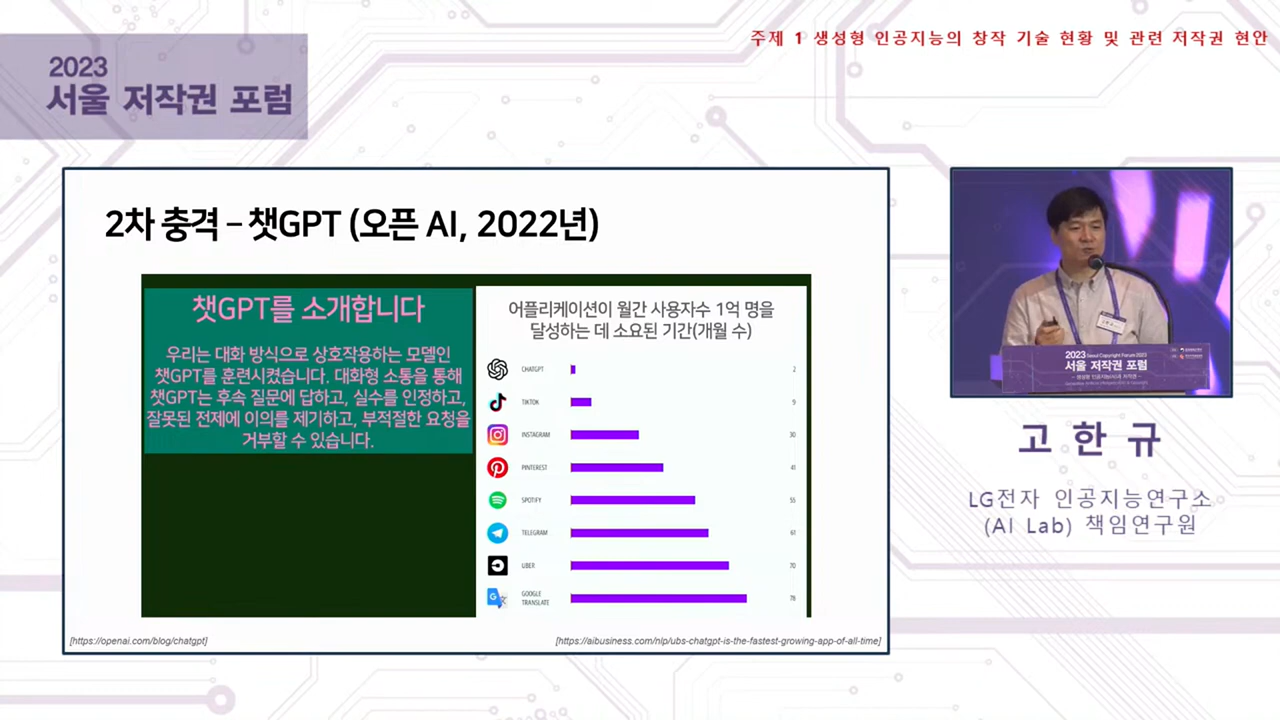 주제 1 생성형 인공지능의 창작 기술 현황 및 관련 저작권 현안
2023
서울 저작권 포럼
2차 충격 – 챗GPT (오픈 AI, 2022년)
챗GPT를 소개합니다
우리는 대화 방식으로 상호작용하는 모델인
챗GPT를 훈련시켰습니다. 대화형 소통을 통해
챗GPT는 후속 질문에 답하고, 실수를 인정하고,
잘못된 전제에 이의를 제기하고, 부적절한 요청을
거부할 수 있습니다.
어플리케이션이 월간 사용자수 1억 명을
달성하는 데 소요된 기간(개월 수)
CHATGPT 2
TIKTOK 9
INSTAGRAM 30
PINTEREST 41
SPOTIFY 55
TELEGRAM 61
UBER 70
GOOGLE
TRANSLATE 78
[https://openai.com/blog/chatgpt]
[https://aibusiness.com/nlp/ubs-chatgpt-is-the-fastest-growing-app-of-all-time]
2023 Seoul Copyright Forum 2023
서울 저작권 포럼
고 한 규
LG전자 인공지능연구소
(AI Lab) 책임연구원